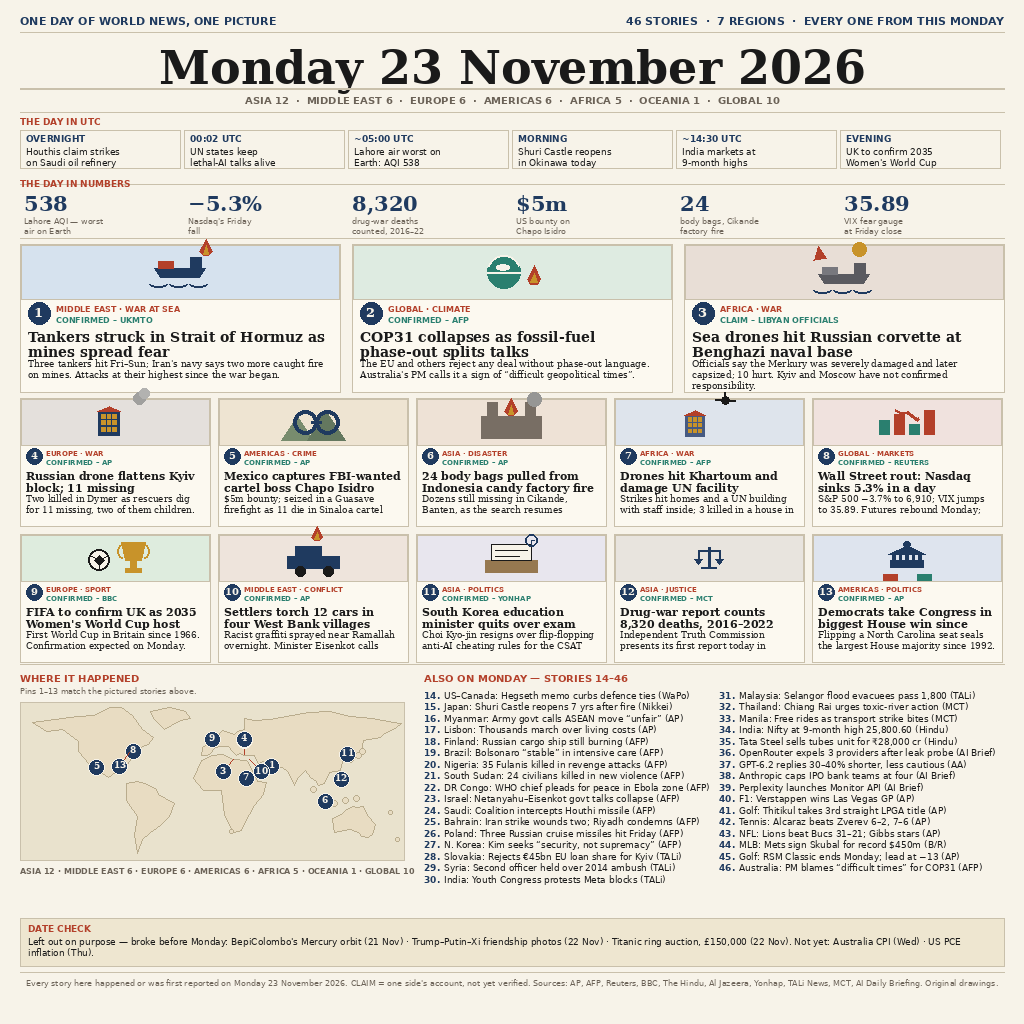 ONE DAY OF WORLD NEWS, ONE PICTURE
46 STORIES · 7 REGIONS · EVERY ONE FROM THIS MONDAY
Monday 23 November 2026
ASIA 12 · MIDDLE EAST 6 · EUROPE 6 · AMERICAS 6 · AFRICA 5 · OCEANIA 1 · GLOBAL 10
THE DAY IN UTC
OVERNIGHT
Houthis claim strikes
on Saudi oil refinery
00:02 UTC
UN states keep
lethal-AI talks alive
~05:00 UTC
Lahore air worst on
Earth: AQI 538
MORNING
Shuri Castle reopens
in Okinawa today
~14:30 UTC
India markets at
9-month highs
EVENING
UK to confirm 2035
Women's World Cup
THE DAY IN NUMBERS
538
Lahore AQI — worst
air on Earth
−5.3%
Nasdaq's Friday
fall
8,320
drug-war deaths
counted, 2016–22
$5m
US bounty on
Chapo Isidro
24
body bags, Cikande
factory fire
35.89
VIX fear gauge
at Friday close
1
MIDDLE EAST · WAR AT SEA
CONFIRMED – UKMTO
Tankers struck in Strait of Hormuz as
mines spread fear
Three tankers hit Fri–Sun; Iran's navy says two more caught fire
on mines. Attacks at their highest since the war began.
2
GLOBAL · CLIMATE
CONFIRMED – AFP
COP31 collapses as fossil-fuel
phase-out splits talks
The EU and others reject any deal without phase-out language.
Australia's PM calls it a sign of “difficult geopolitical times”.
3
AFRICA · WAR
CLAIM – LIBYAN OFFICIALS
Sea drones hit Russian corvette at
Benghazi naval base
Officials say the Merkury was severely damaged and later
capsized; 10 hurt. Kyiv and Moscow have not confirmed
responsibility.
4
EUROPE · WAR
CONFIRMED – AP
Russian drone flattens Kyiv
block; 11 missing
Two killed in Dymer as rescuers dig
for 11 missing, two of them children.
5
AMERICAS · CRIME
CONFIRMED – AP
Mexico captures FBI-wanted
cartel boss Chapo Isidro
$5m bounty; seized in a Guasave
firefight as 11 die in Sinaloa cartel
6
ASIA · DISASTER
CONFIRMED – AP
24 body bags pulled from
Indonesia candy factory fire
Dozens still missing in Cikande,
Banten, as the search resumes
7
AFRICA · WAR
CONFIRMED – AFP
Drones hit Khartoum and
damage UN facility
Strikes hit homes and a UN building
with staff inside; 3 killed in a house in
8
GLOBAL · MARKETS
CONFIRMED – REUTERS
Wall Street rout: Nasdaq
sinks 5.3% in a day
S&P 500 −3.7% to 6,910; VIX jumps
to 35.89. Futures rebound Monday;
9
EUROPE · SPORT
CONFIRMED – BBC
FIFA to confirm UK as 2035
Women's World Cup host
First World Cup in Britain since 1966.
Confirmation expected on Monday.
10
MIDDLE EAST · CONFLICT
CONFIRMED – AP
Settlers torch 12 cars in
four West Bank villages
Racist graffiti sprayed near Ramallah
overnight. Minister Eisenkot calls
11
ASIA · POLITICS
CONFIRMED – YONHAP
South Korea education
minister quits over exam
Choi Kyo-jin resigns over flip-flopping
anti-AI cheating rules for the CSAT
12
ASIA · JUSTICE
CONFIRMED – MCT
Drug-war report counts
8,320 deaths, 2016–2022
Independent Truth Commission
presents its first report today in
13
AMERICAS · POLITICS
CONFIRMED – AP
Democrats take Congress in
biggest House win since
Flipping a North Carolina seat seals
the largest House majority since 1992.
WHERE IT HAPPENED
Pins 1–13 match the pictured stories above.
9
4
8
11
5
13
3
7
10
1
12
6
ASIA 12 · MIDDLE EAST 6 · EUROPE 6 · AMERICAS 6 · AFRICA 5 · OCEANIA 1 · GLOBAL 10
ALSO ON MONDAY — STORIES 14–46
14. US–Canada: Hegseth memo curbs defence ties (WaPo)
15. Japan: Shuri Castle reopens 7 yrs after fire (Nikkei)
16. Myanmar: Army govt calls ASEAN move “unfair” (AP)
17. Lisbon: Thousands march over living costs (AP)
18. Finland: Russian cargo ship still burning (AFP)
19. Brazil: Bolsonaro “stable” in intensive care (AFP)
20. Nigeria: 35 Fulanis killed in revenge attacks (AFP)
21. South Sudan: 24 civilians killed in new violence (AFP)
22. DR Congo: WHO chief pleads for peace in Ebola zone (AFP)
23. Israel: Netanyahu–Eisenkot govt talks collapse (AFP)
24. Saudi: Coalition intercepts Houthi missile (AFP)
25. Bahrain: Iran strike wounds two; Riyadh condemns (AFP)
26. Poland: Three Russian cruise missiles hit Friday (AFP)
27. N. Korea: Kim seeks “security, not supremacy” (AFP)
28. Slovakia: Rejects €45bn EU loan share for Kyiv (TALi)
29. Syria: Second officer held over 2014 ambush (TALi)
30. India: Youth Congress protests Meta blocks (TALi)
31. Malaysia: Selangor flood evacuees pass 1,800 (TALi)
32. Thailand: Chiang Rai urges toxic-river action (MCT)
33. Manila: Free rides as transport strike bites (MCT)
34. India: Nifty at 9-month high 25,800.60 (Hindu)
35. Tata Steel sells tubes unit for ₹28,000 cr (Hindu)
36. OpenRouter expels 3 providers after leak probe (AI Brief)
37. GPT-6.2 replies 30–40% shorter, less cautious (AA)
38. Anthropic caps IPO bank teams at four (AI Brief)
39. Perplexity launches Monitor API (AI Brief)
40. F1: Verstappen wins Las Vegas GP (AP)
41. Golf: Thitikul takes 3rd straight LPGA title (AP)
42. Tennis: Alcaraz beats Zverev 6–2, 7–6 (AP)
43. NFL: Lions beat Bucs 31–21; Gibbs stars (AP)
44. MLB: Mets sign Skubal for record $450m (B/R)
45. Golf: RSM Classic ends Monday; lead at −13 (AP)
46. Australia: PM blames “difficult times” for COP31 (AFP)
DATE CHECK
Left out on purpose — broke before Monday: BepiColombo's Mercury orbit (21 Nov) · Trump–Putin–Xi friendship photos (22 Nov) · Titanic ring auction, £150,000 (22 Nov). Not yet: Australia CPI (Wed) · US PCE
inflation (Thu).
Every story here happened or was first reported on Monday 23 November 2026. CLAIM = one side's account, not yet verified. Sources: AP, AFP, Reuters, BBC, The Hindu, Al Jazeera, Yonhap, TALi News, MCT, AI Daily Briefing. Original drawings.